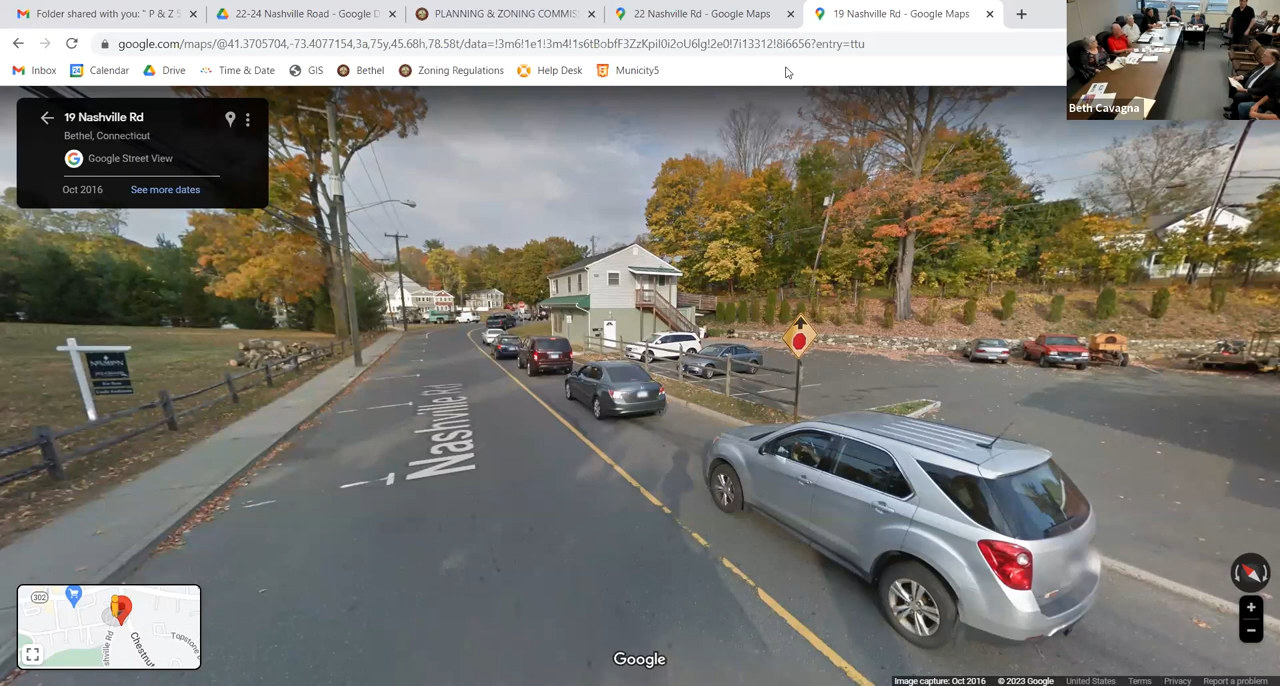 Folder shared with you: " P & Z S
22-24 Nashville Road - Google D
PLANNING & ZONING COMMIS
22 Nashville Rd - Google Maps
19 Nashville Rd - Google Maps
google.com/maps/@41.3705704,-73.4077154,3a,75y,45.68h,78.56t/data=!3m6!1e1!3m4!1s6tBobfF3ZzKpil0i2oU6lg!2e0!7i13312!8i6656?entry=ttu
Inbox
Calendar
Drive
Time & Date
GIS
Bethel
Zoning Regulations
Help Desk
Municity5
Beth Cavagna
19 Nashville Rd
Bethel, Connecticut
Google Street View
Oct 2016 See more dates
Nashville Rd
302
shville Rd
Chestnut
Topstone
Google
Image capture: Oct 2016 © 2023 Google United States Terms Privacy Report a problem